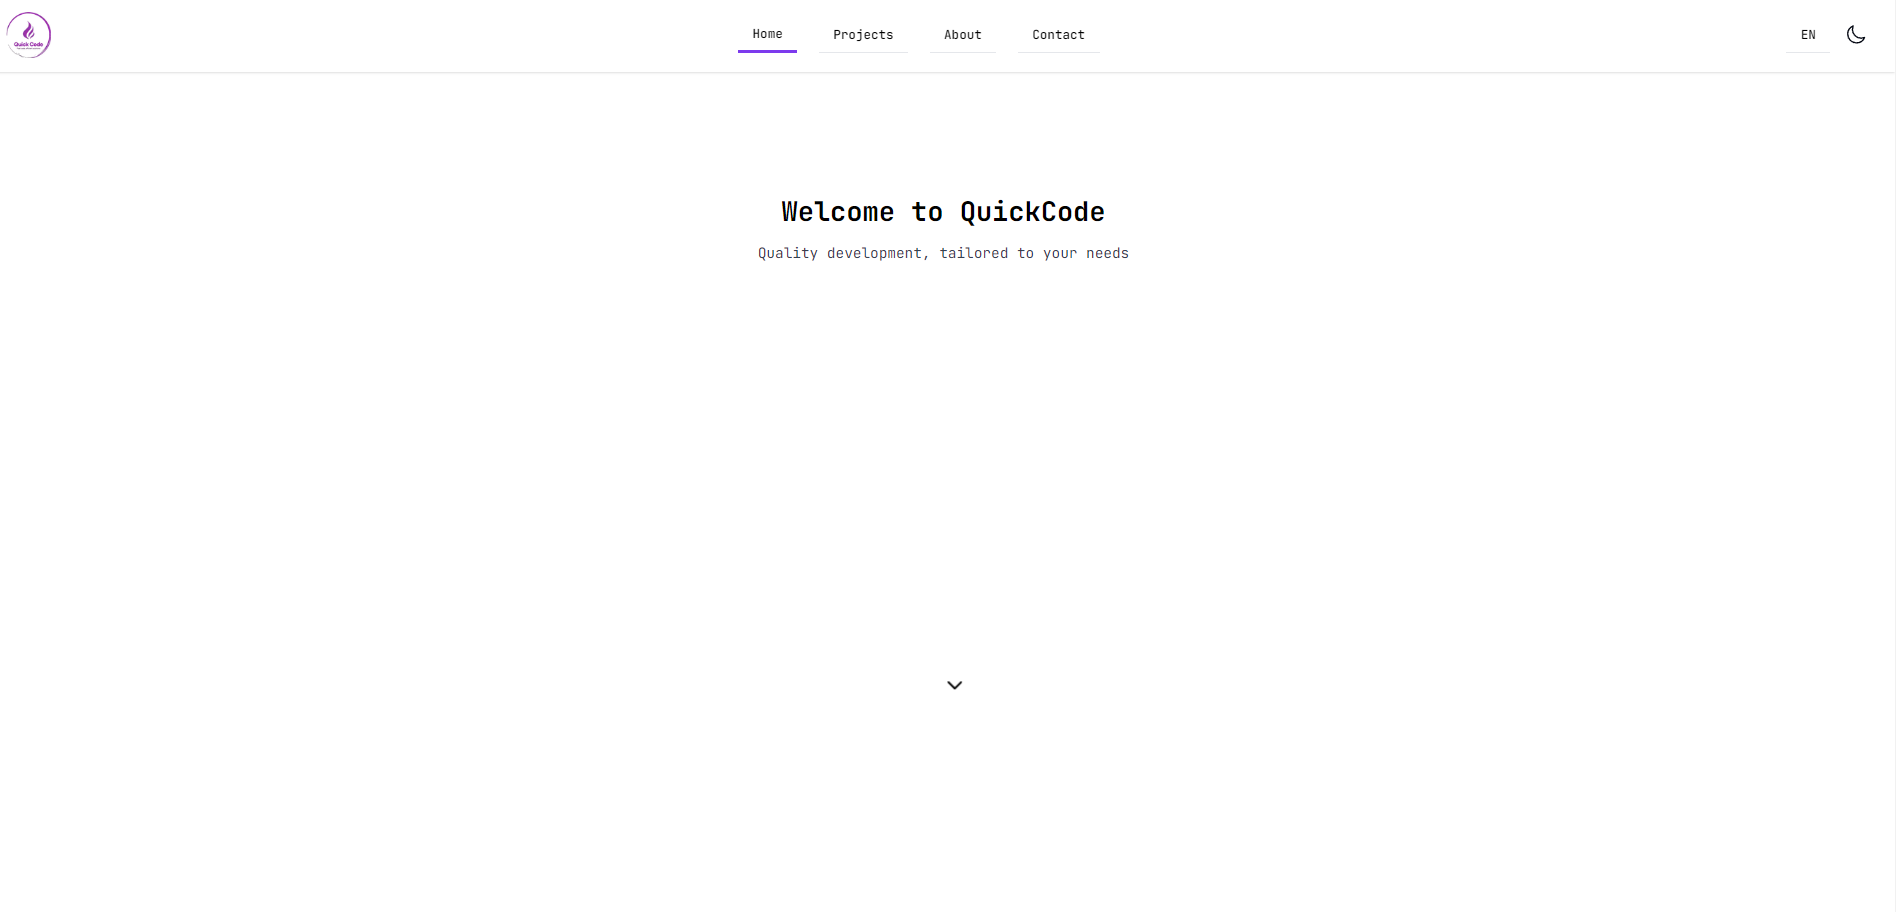 Quick Code
Home
Projects
About
Contact
EN
Welcome to QuickCode
Quality development, tailored to your needs